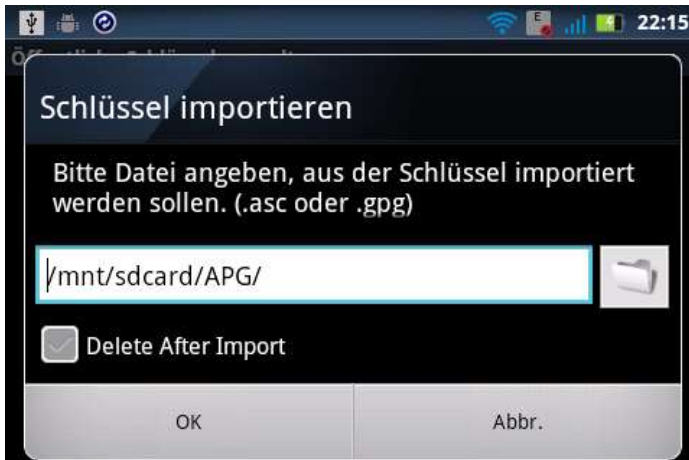 22:15
Schlüssel importieren
Bitte Datei angeben, aus der Schlüssel importiert
werden sollen. (.asc oder .gpg)
/mnt/sdcard/APG/
Delete After Import
OK
Abbr.